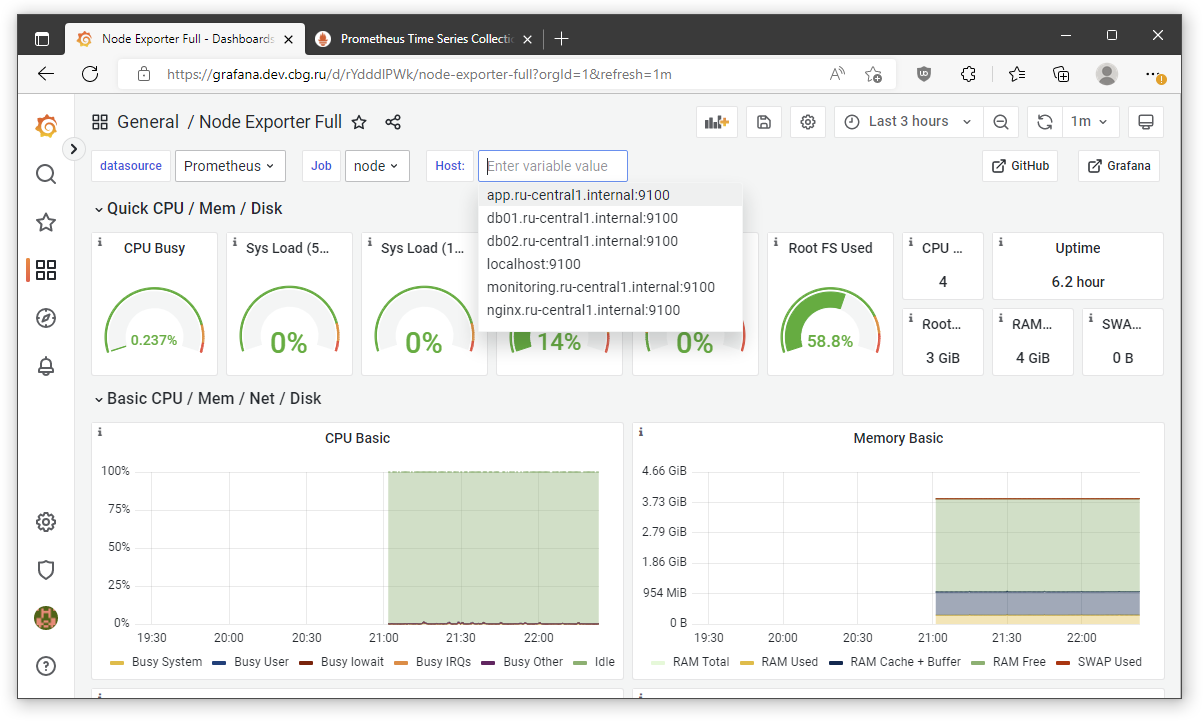 Node Exporter Full - Dashboards
Prometheus Time Series Collectio
https://grafana.dev.cbg.ru/d/rYdddlPWk/node-exporter-full?orgId=1&refresh=1m
General / Node Exporter Full
Last 3 hours
1m
datasource Prometheus Job node Host: Enter variable value GitHub Grafana
app.ru-central1.internal:9100
db01.ru-central1.internal:9100
db02.ru-central1.internal:9100
localhost:9100
monitoring.ru-central1.internal:9100
nginx.ru-central1.internal:9100
Quick CPU / Mem / Disk
CPU Busy
0.237%
Sys Load (5...
0%
Sys Load (1...
0%
14%
0%
Root FS Used
58.8%
CPU ...
4
Uptime
6.2 hour
Root...
3 GiB
RAM...
4 GiB
SWA...
0 B
Basic CPU / Mem / Net / Disk
CPU Basic
100%
75%
50%
25%
0%
19:30 20:00 20:30 21:00 21:30 22:00
Busy System Busy User Busy Iowait Busy IRQs Busy Other Idle
Memory Basic
4.66 GiB
3.73 GiB
2.79 GiB
1.86 GiB
954 MiB
0 B
19:30 20:00 20:30 21:00 21:30 22:00
RAM Total RAM Used RAM Cache + Buffer RAM Free SWAP Used